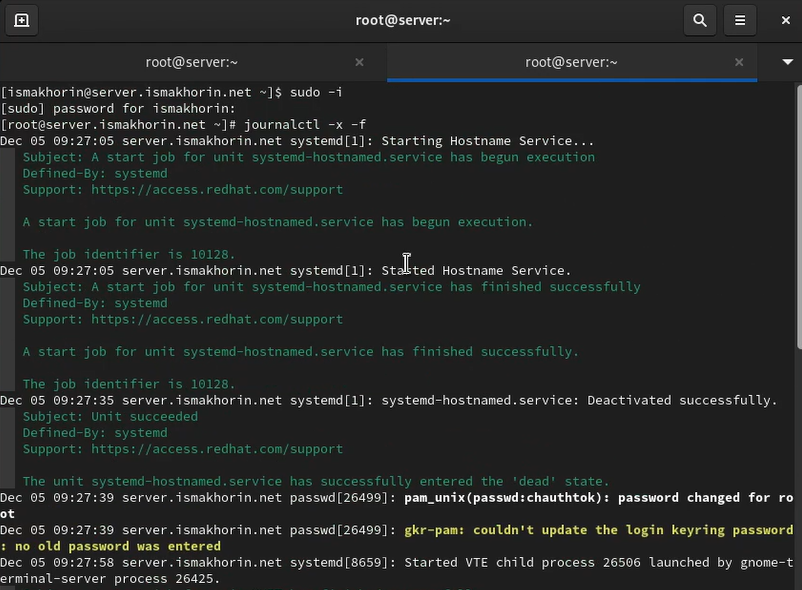 root@server:~
root@server:~
root@server:~
[ismakhorin@server.ismakhorin.net ~]$ sudo -i
[sudo] password for ismakhorin:
[root@server.ismakhorin.net ~]# journalctl -x -f
Dec 05 09:27:05 server.ismakhorin.net systemd[1]: Starting Hostname Service...
Subject: A start job for unit systemd-hostnamed.service has begun execution
Defined-By: systemd
Support: https://access.redhat.com/support
A start job for unit systemd-hostnamed.service has begun execution.
The job identifier is 10128.
Dec 05 09:27:05 server.ismakhorin.net systemd[1]: Started Hostname Service.
Subject: A start job for unit systemd-hostnamed.service has finished successfully
Defined-By: systemd
Support: https://access.redhat.com/support
A start job for unit systemd-hostnamed.service has finished successfully.
The job identifier is 10128.
Dec 05 09:27:35 server.ismakhorin.net systemd[1]: systemd-hostnamed.service: Deactivated successfully.
Subject: Unit succeeded
Defined-By: systemd
Support: https://access.redhat.com/support
The unit systemd-hostnamed.service has successfully entered the 'dead' state.
Dec 05 09:27:39 server.ismakhorin.net passwd[26499]: pam_unix(passwd:chauthtok): password changed for ro
ot
Dec 05 09:27:39 server.ismakhorin.net passwd[26499]: gkr-pam: couldn't update the login keyring password
: no old password was entered
Dec 05 09:27:58 server.ismakhorin.net systemd[8659]: Started VTE child process 26506 launched by gnome-t
erminal-server process 26425.